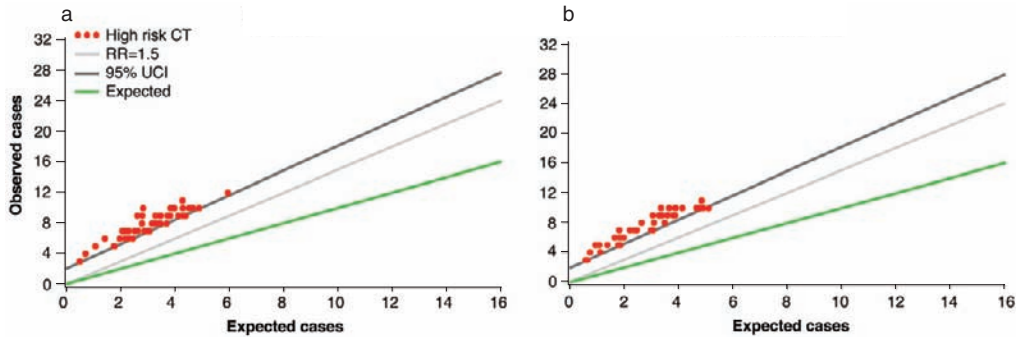 a
32
28
24
20
16
12
8
4
0
Observed cases
High risk CT
RR=1.5
95% UCI
Expected
0 2 4 6 8 10 12 14 16
Expected cases
b
32
28
24
20
16
12
8
4
0
0 2 4 6 8 10 12 14 16
Expected cases